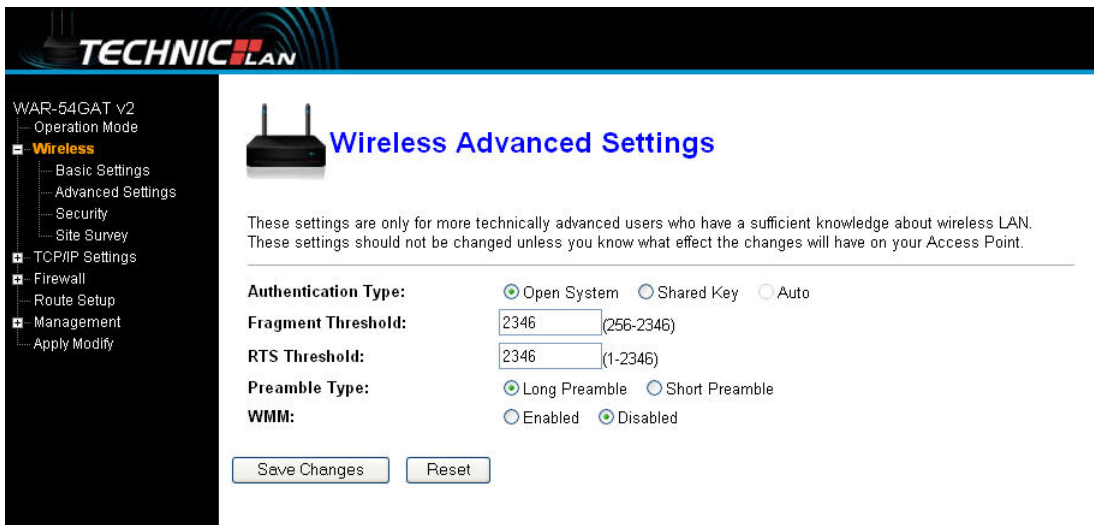 TECHNIC LAN
WAR-54GAT v2
Operation Mode
Wireless
Basic Settings
Advanced Settings
Security
Site Survey
TCP/IP Settings
Firewall
Route Setup
Management
Apply Modify
Wireless Advanced Settings
These settings are only for more technically advanced users who have a sufficient knowledge about wireless LAN.
These settings should not be changed unless you know what effect the changes will have on your Access Point.
Authentication Type: Open System Shared Key Auto
Fragment Threshold: 2346 (256-2346)
RTS Threshold: 2346 (1-2346)
Preamble Type: Long Preamble Short Preamble
WMM: Enabled Disabled
Save Changes Reset